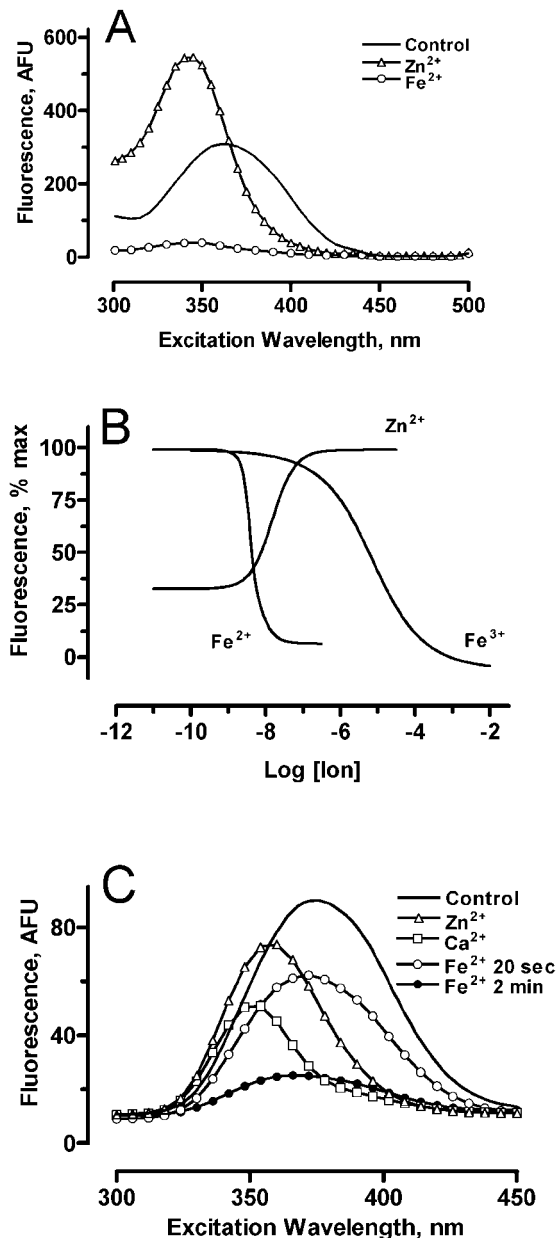 A
Fluorescence, AFU
600
400
200
0
Control
Zn²⁺
Fe²⁺
300 350 400 450 500
Excitation Wavelength, nm
B
Fluorescence, % max
100
75
50
25
0
Zn²⁺
Fe²⁺
Fe³⁺
-12 -10 -8 -6 -4 -2
Log [Ion]
C
Fluorescence, AFU
80
40
0
Control
Zn²⁺
Ca²⁺
Fe²⁺ 20 sec
Fe²⁺ 2 min
300 350 400 450
Excitation Wavelength, nm